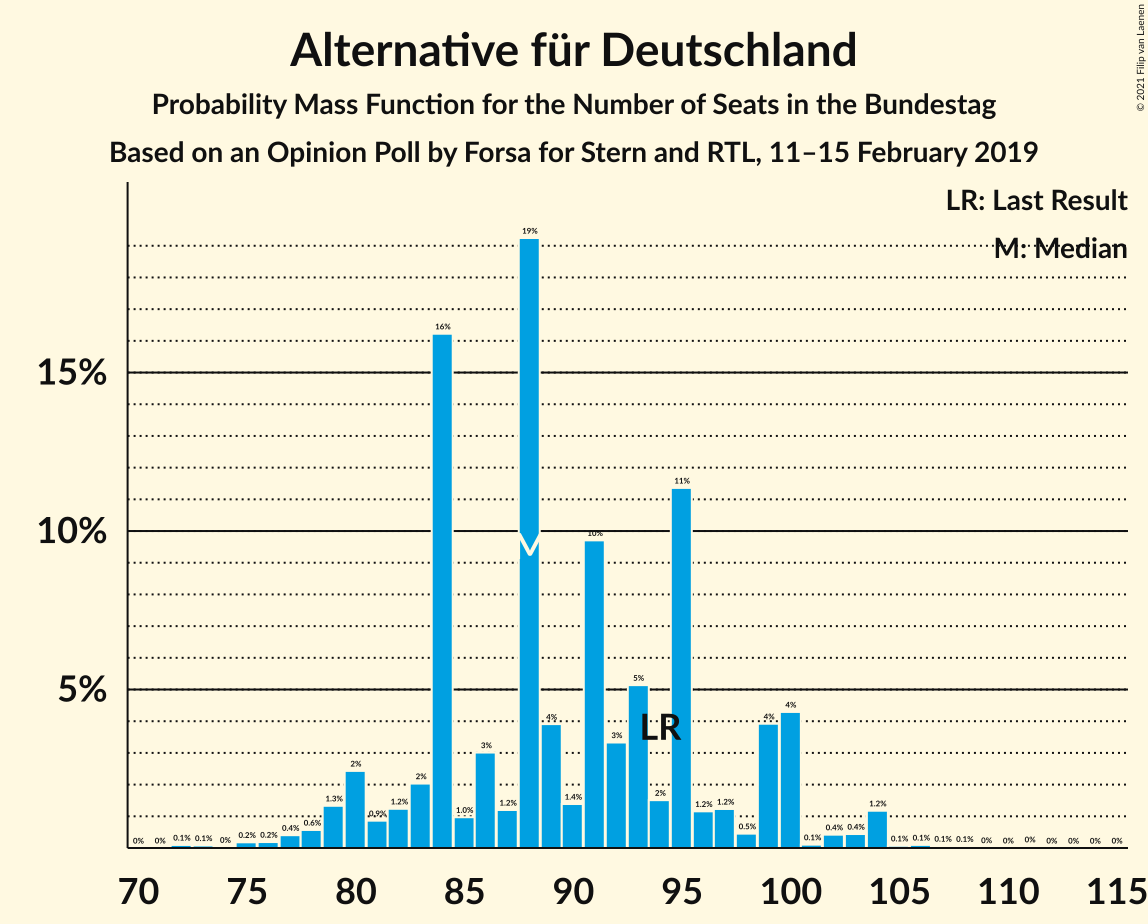 © 2021 Filip van Laenen
Alternative für Deutschland
Probability Mass Function for the Number of Seats in the Bundestag
Based on an Opinion Poll by Forsa for Stern and RTL, 11–15 February 2019
LR: Last Result
M: Median
15%
10%
5%
0% 0% 0.1% 0.1% 0% 0.2% 0.2% 0.4% 0.6% 1.3% 2% 0.9% 1.2% 2% 16% 1.0% 3% 1.2% 19% 4% 1.4% 10% 3% 5% 2% 11% 1.2% 1.2% 0.5% 4% 4% 0.1% 0.4% 0.4% 1.2% 0.1% 0.1% 0.1% 0.1% 0% 0% 0% 0% 0% 0% 0%
LR
70 75 80 85 90 95 100 105 110 115